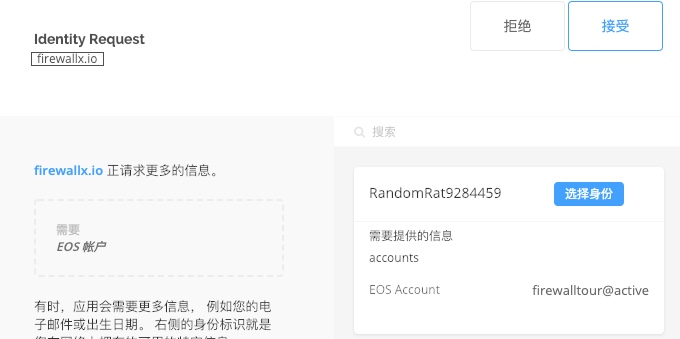 Identity Request
firewallx.io
拒绝
接受
搜索
firewallx.io 正请求更多的信息。
需要
EOS 帐户
有时，应用会需要更多信息， 例如您的电
子邮件或出生日期。 右侧的身份标识就是
RandomRat9284459
选择身份
需要提供的信息
accounts
EOS Account
firewalltour@active